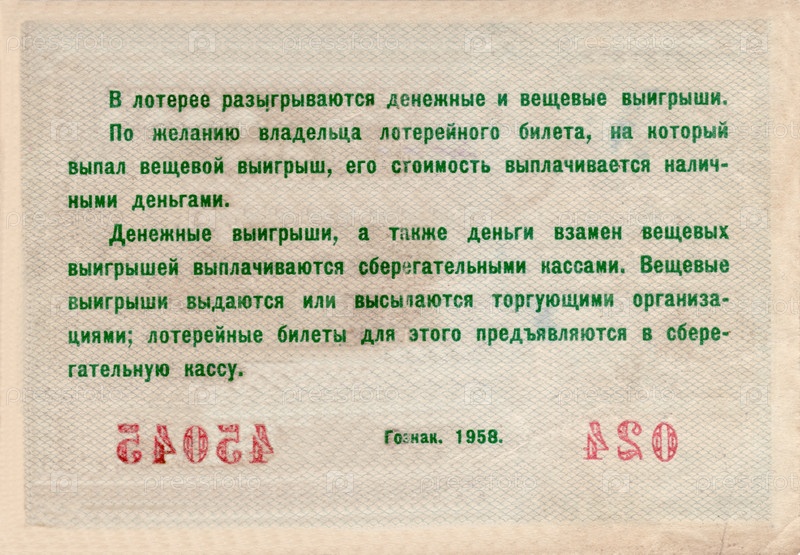 В лотерее разыгрываются денежные и вещевые выигрыши.
По желанию владельца лотерейного билета, на который
выпал вещевой выигрыш, его стоимость выплачивается налич-
ными деньгами.
Денежные выигрыши, а также деньги взамен вещевых
выигрышей выплачиваются сберегательными кассами. Вещевые
выигрыши выдаются или высылаются торгующими организа-
циями; лотерейные билеты для этого предъявляются в сбере-
гательную кассу.
45045 Гознак. 1958. 024
pressfoto